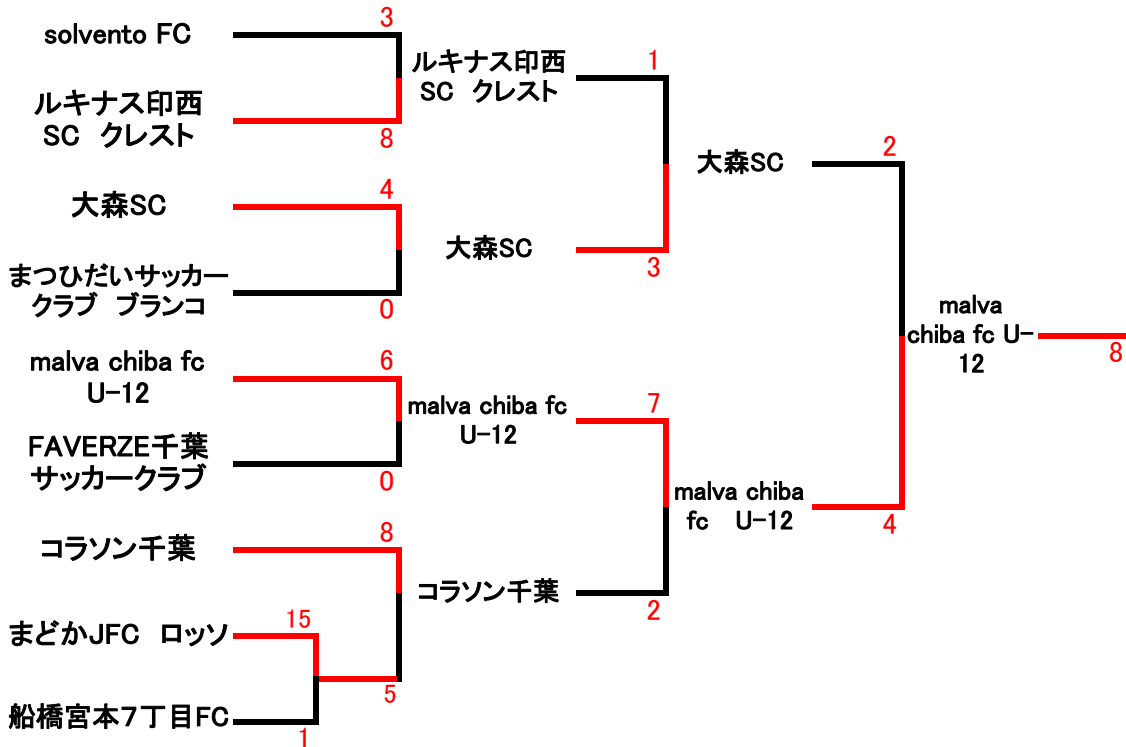 solvento FC
3
ルキナス印西
SC　クレスト
8
大森SC
4
まつひだいサッカー
クラブ　ブランコ
0
malva chiba fc
U-12
6
FAVERZE千葉
サッカークラブ
0
コラソン千葉
8
まどかJFC　ロッソ
15
5
船橋宮本７丁目FC
1
ルキナス印西
SC　クレスト
1
大森SC
3
malva chiba fc
U-12
7
コラソン千葉
2
大森SC
2
malva chiba
fc　U-12
4
malva
chiba fc U-
12
8